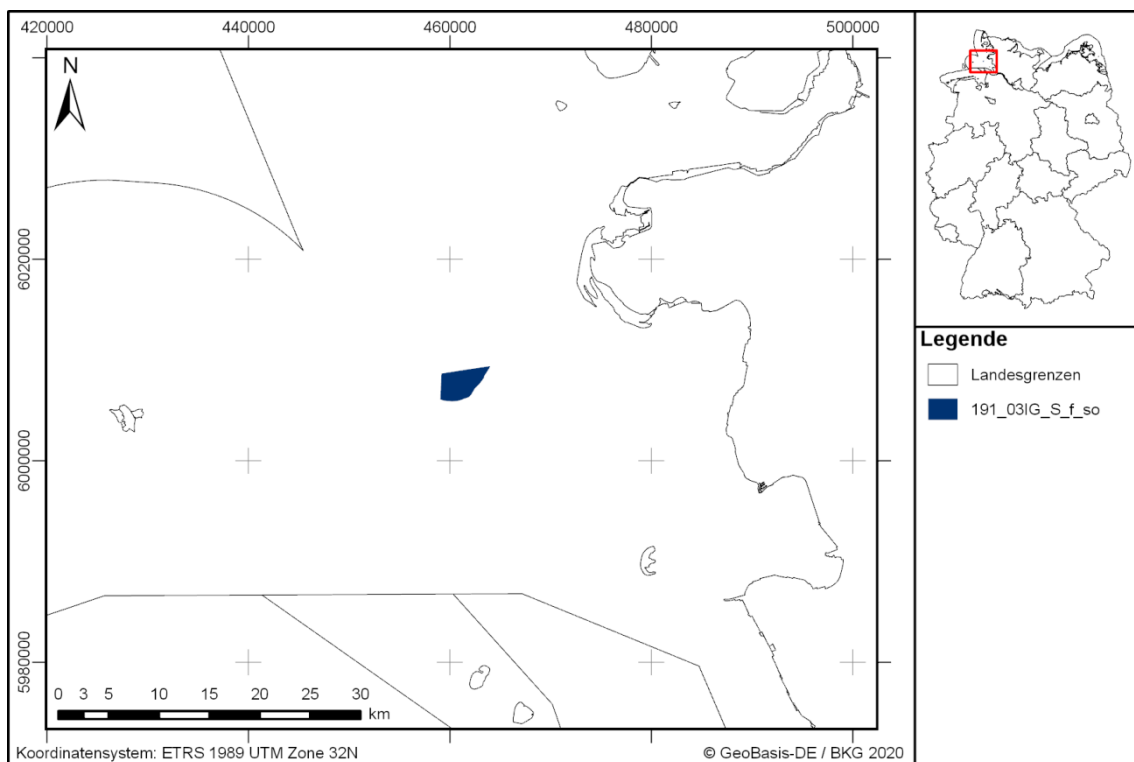 420000 440000 460000 480000 500000
N
6020000
6000000
5980000
0 3 5 10 15 20 25 30
km
Koordinatensystem: ETRS 1989 UTM Zone 32N
© GeoBasis-DE / BKG 2020
Legende
Landesgrenzen
191_03IG_S_f_so